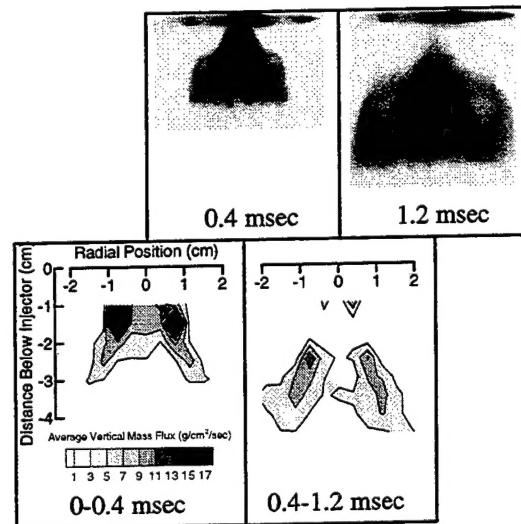 0.4 msec
1.2 msec
Radial Position (cm)
-2 -1 0 1 2
-2 -1 0 1 2
Distance Below Injector (cm)
0
-1
-2
-3
-4
v
Average Vertical Mass Flux (g/cm²/sec)
1 3 5 7 9 11 13 15 17
0-0.4 msec
0.4-1.2 msec